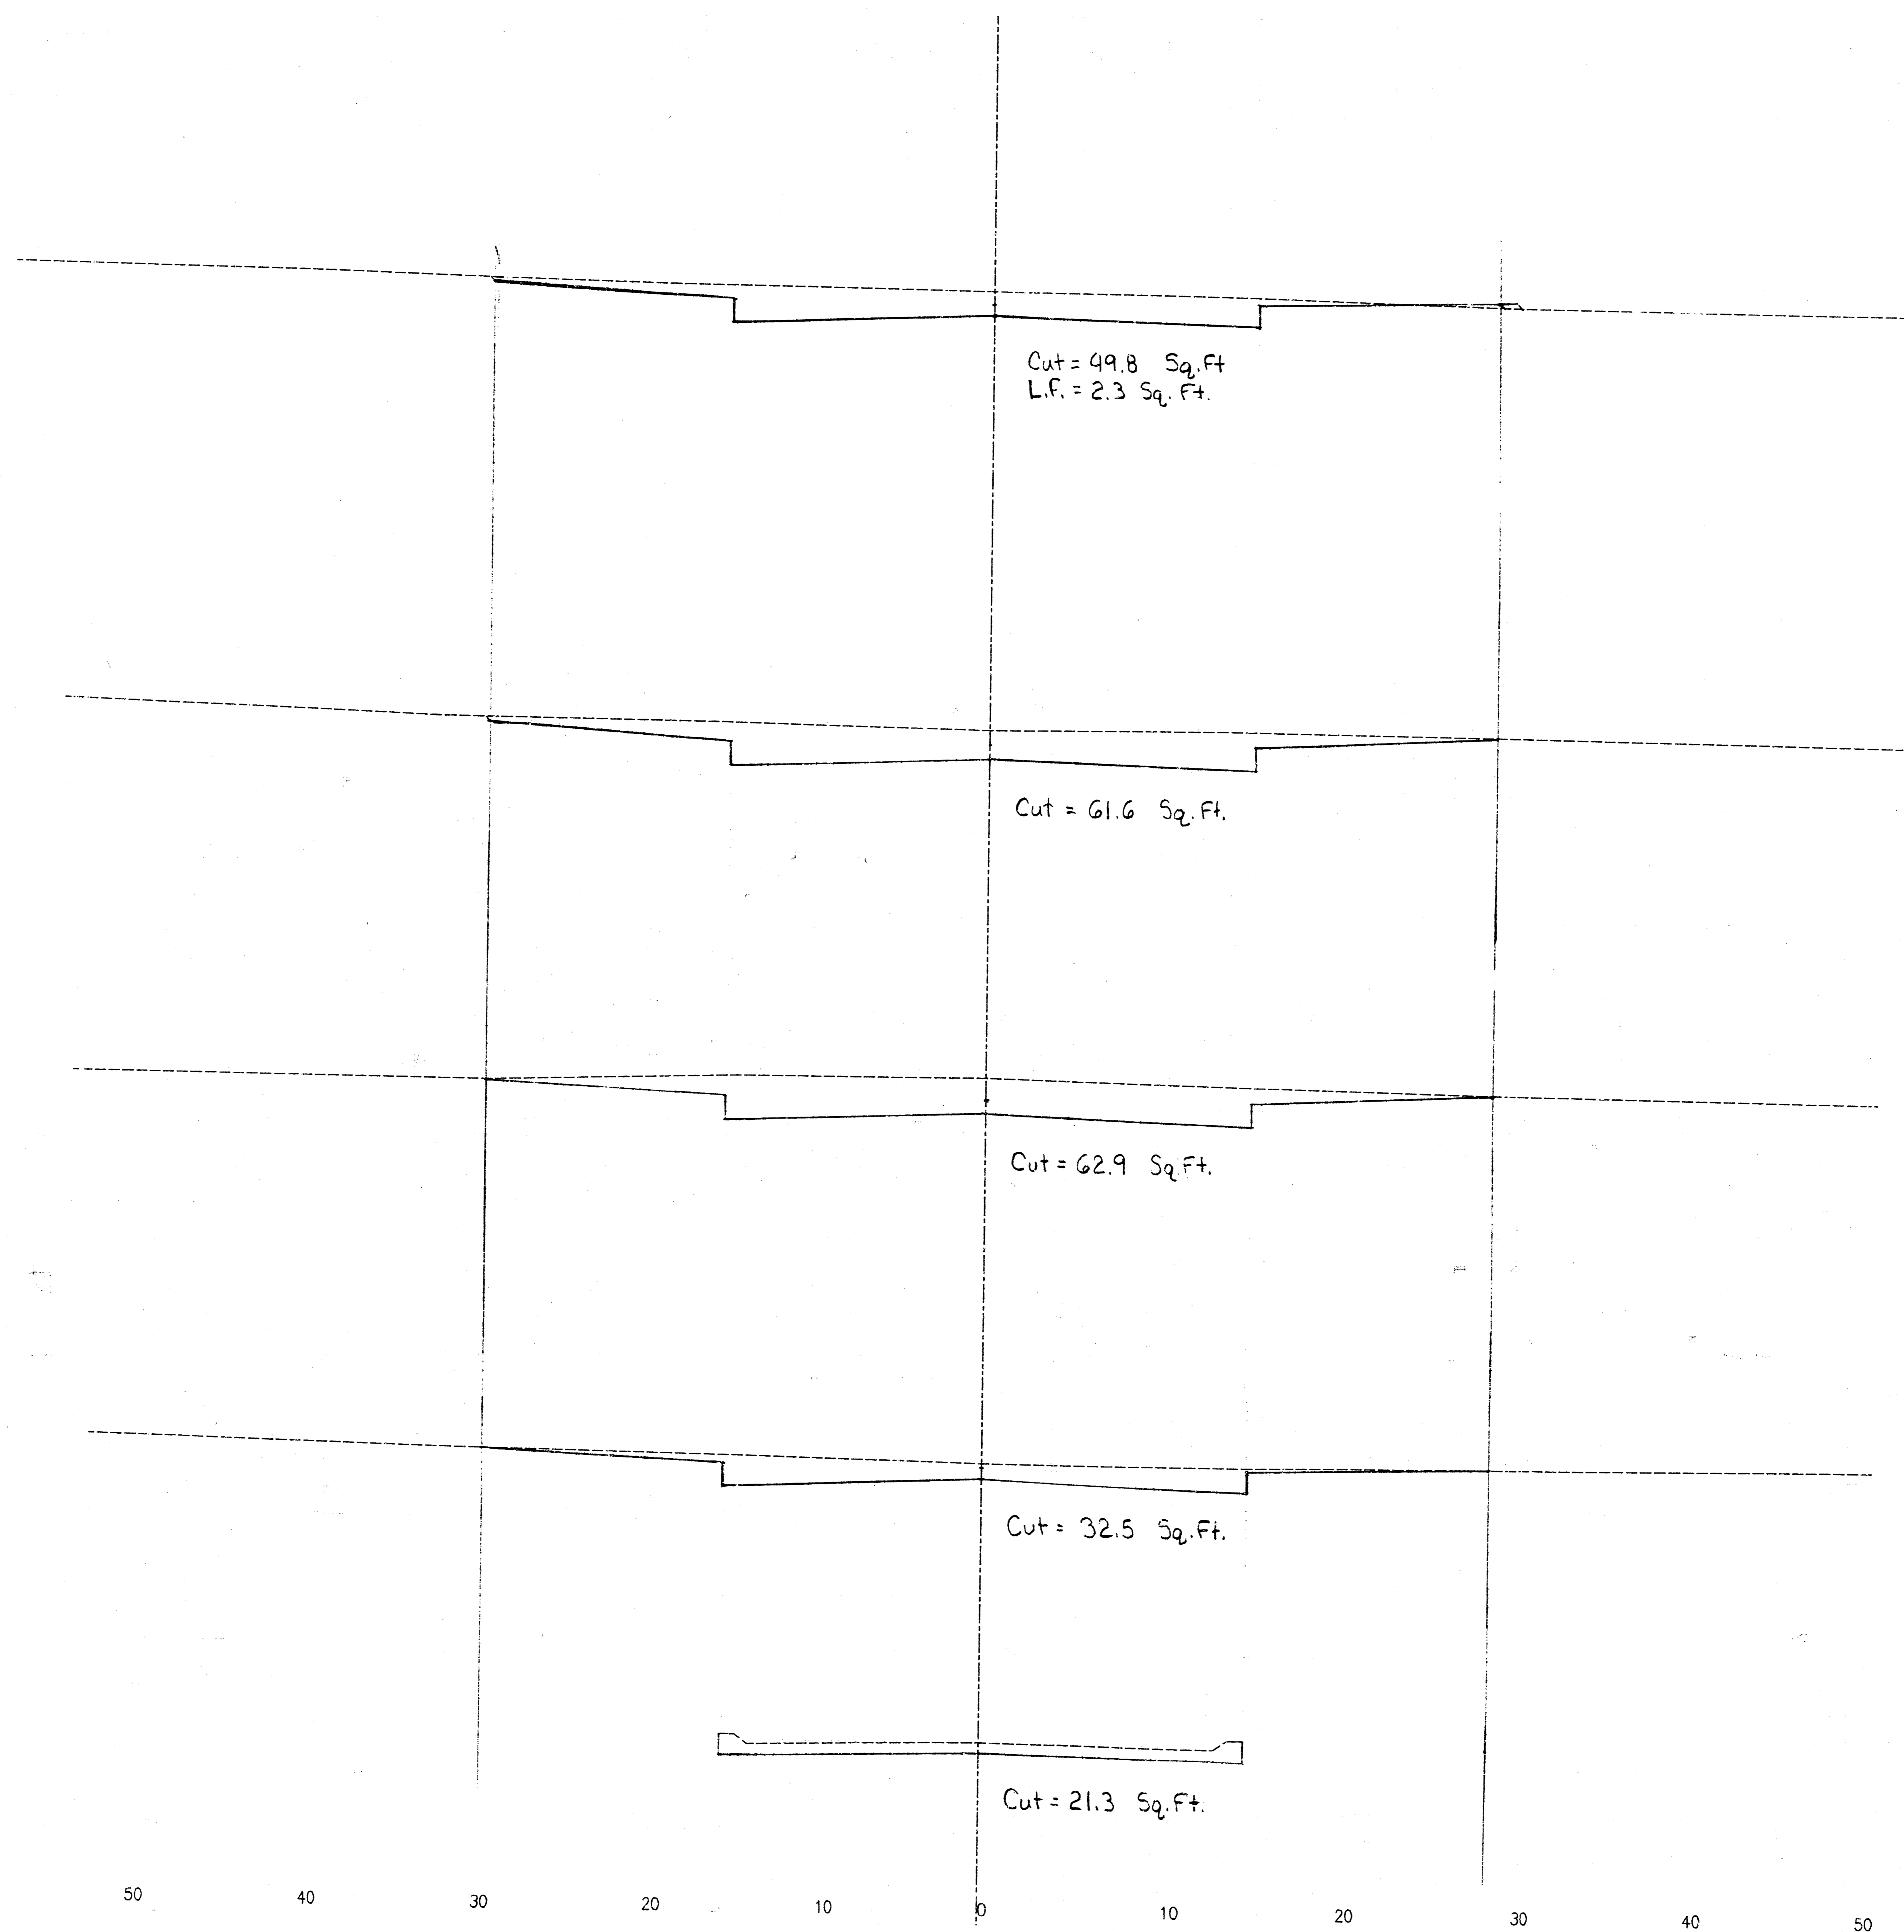 Cut = 49.8 Sq.Ft
L.F. = 2.3 Sq. Ft.
Cut = 61.6 Sq.Ft.
Cut = 62.9 Sq.Ft.
Cut = 32.5 Sq.Ft.
Cut = 21.3 Sq.Ft.
50 40 30 20 10 0 10 20 30 40 50